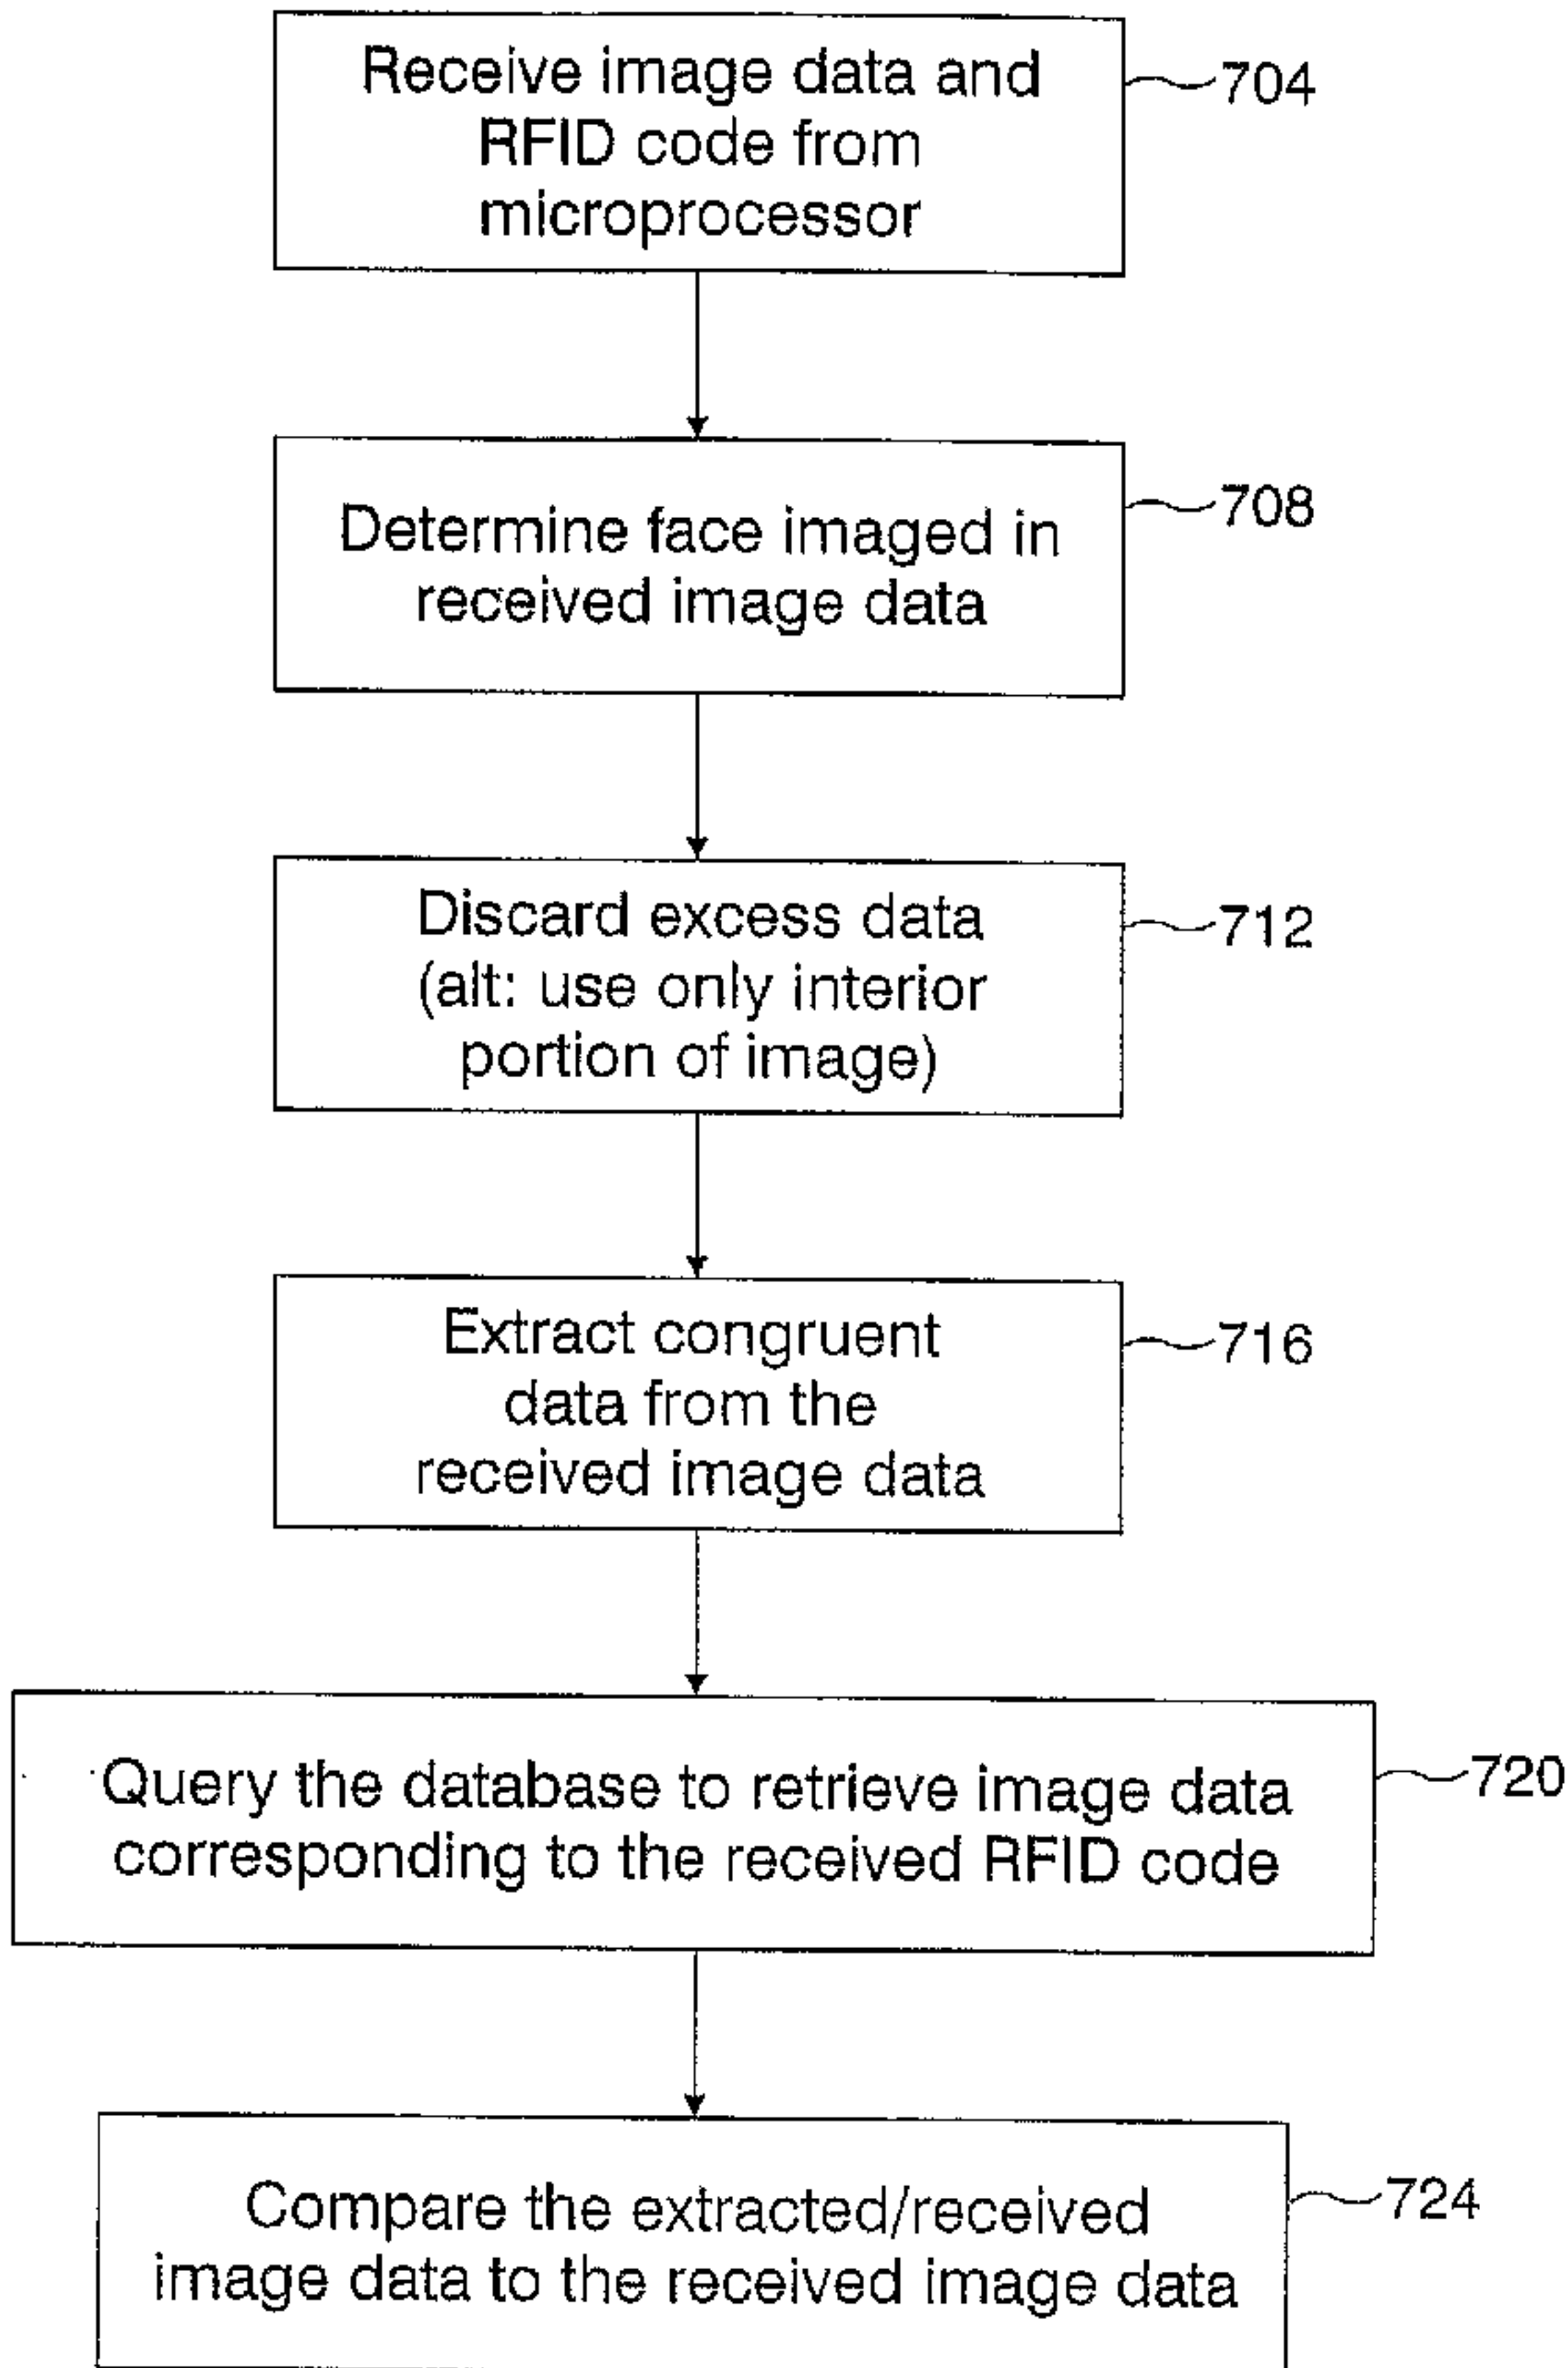 Receive image data and
RFID code from
microprocessor
704
Determine face imaged in
received image data
708
Discard excess data
(alt: use only interior
portion of image)
712
Extract congruent
data from the
received image data
716
Query the database to retrieve image data
corresponding to the received RFID code
720
Compare the extracted/received
image data to the received image data
724